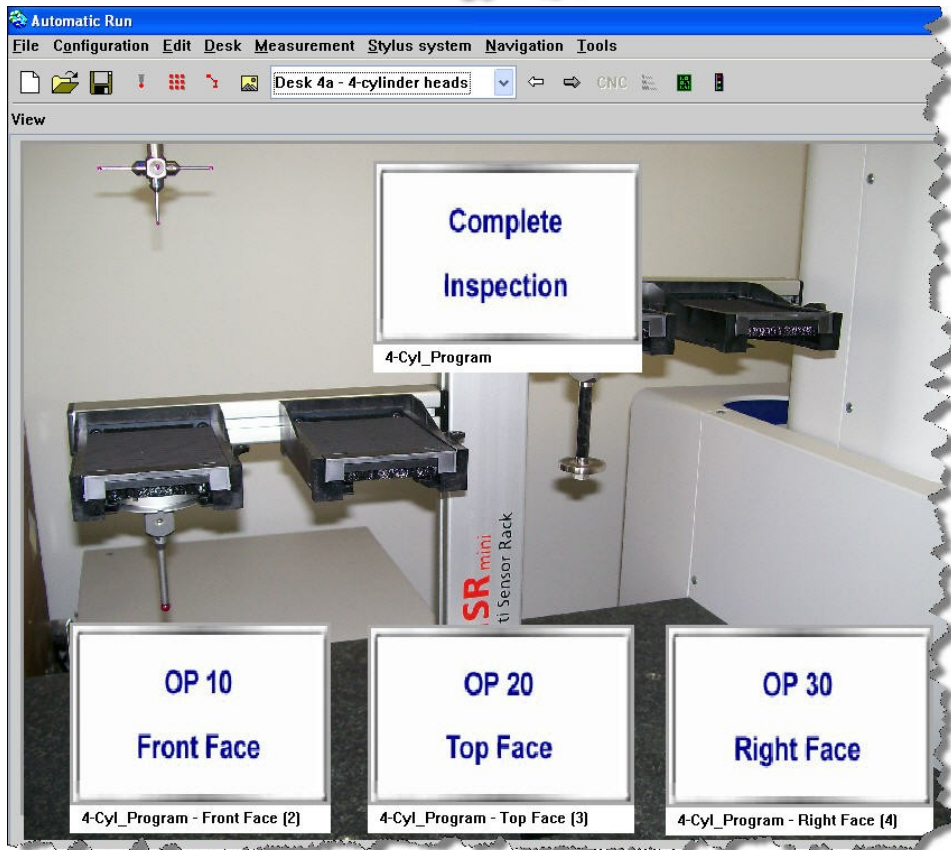 Automatic Run
File Configuration Edit Desk Measurement Stylus system Navigation Tools
Desk 4a - 4-cylinder heads CNC
View
Complete
Inspection
4-Cyl_Program
SR mini
ti Sensor Rack
OP 10
Front Face
4-Cyl_Program - Front Face (2)
OP 20
Top Face
4-Cyl_Program - Top Face (3)
OP 30
Right Face
4-Cyl_Program - Right Face (4)